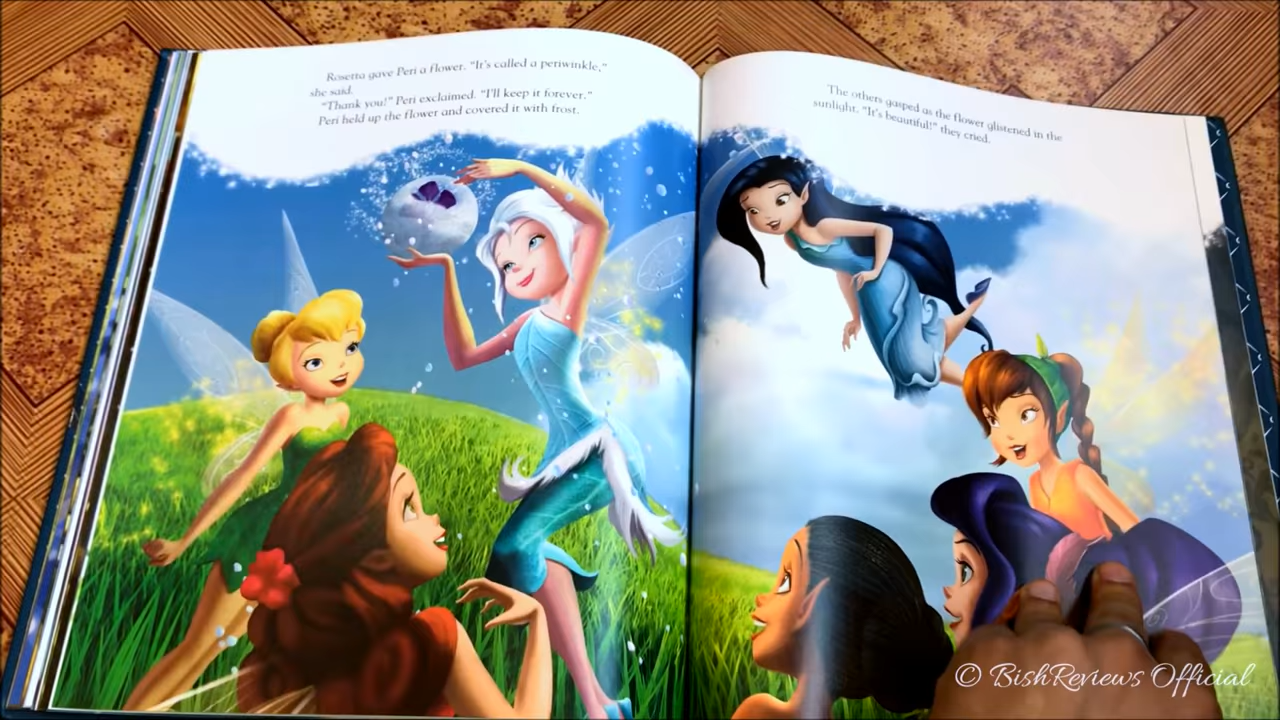 Rosetta gave Peri a flower. "It's called a periwinkle,"
she said.
"Thank you!" Peri exclaimed. "I'll keep it forever."
Peri held up the flower and covered it with frost.
The others gasped as the flower glistened in the
sunlight. "It's beautiful!" they cried.
© BishReviews Official